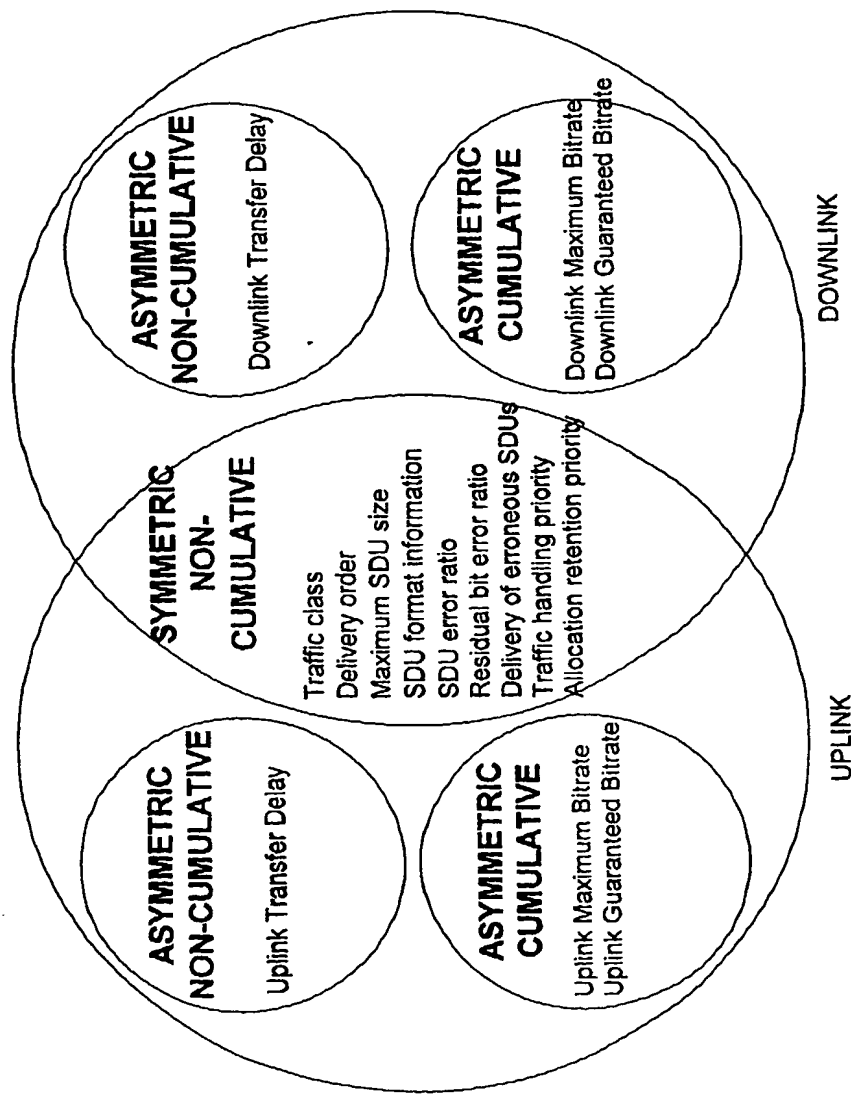 ASYMMETRIC
NON-CUMULATIVE
Uplink Transfer Delay
ASYMMETRIC
CUMULATIVE
Uplink Maximum Bitrate
Uplink Guaranteed Bitrate
SYMMETRIC
NON-
CUMULATIVE
Traffic class
Delivery order
Maximum SDU size
SDU format information
SDU error ratio
Residual bit error ratio
Delivery of erroneous SDUs
Traffic handling priority
Allocation retention priority
ASYMMETRIC
NON-CUMULATIVE
Downlink Transfer Delay
ASYMMETRIC
CUMULATIVE
Downlink Maximum Bitrate
Downlink Guaranteed Bitrate
UPLINK
DOWNLINK